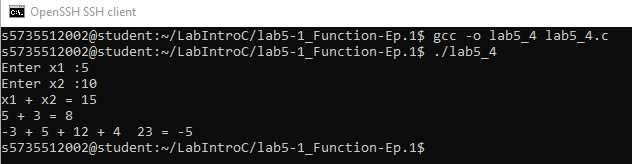 OpenSSH SSH client
s5735512002@student:~/LabIntroC/lab5-1_Function-Ep.1$ gcc -o lab5_4 lab5_4.c
s5735512002@student:~/LabIntroC/lab5-1_Function-Ep.1$ ./lab5_4
Enter x1 :5
Enter x2 :10
x1 + x2 = 15
5 + 3 = 8
-3 + 5 + 12 + 4  23 = -5
s5735512002@student:~/LabIntroC/lab5-1_Function-Ep.1$